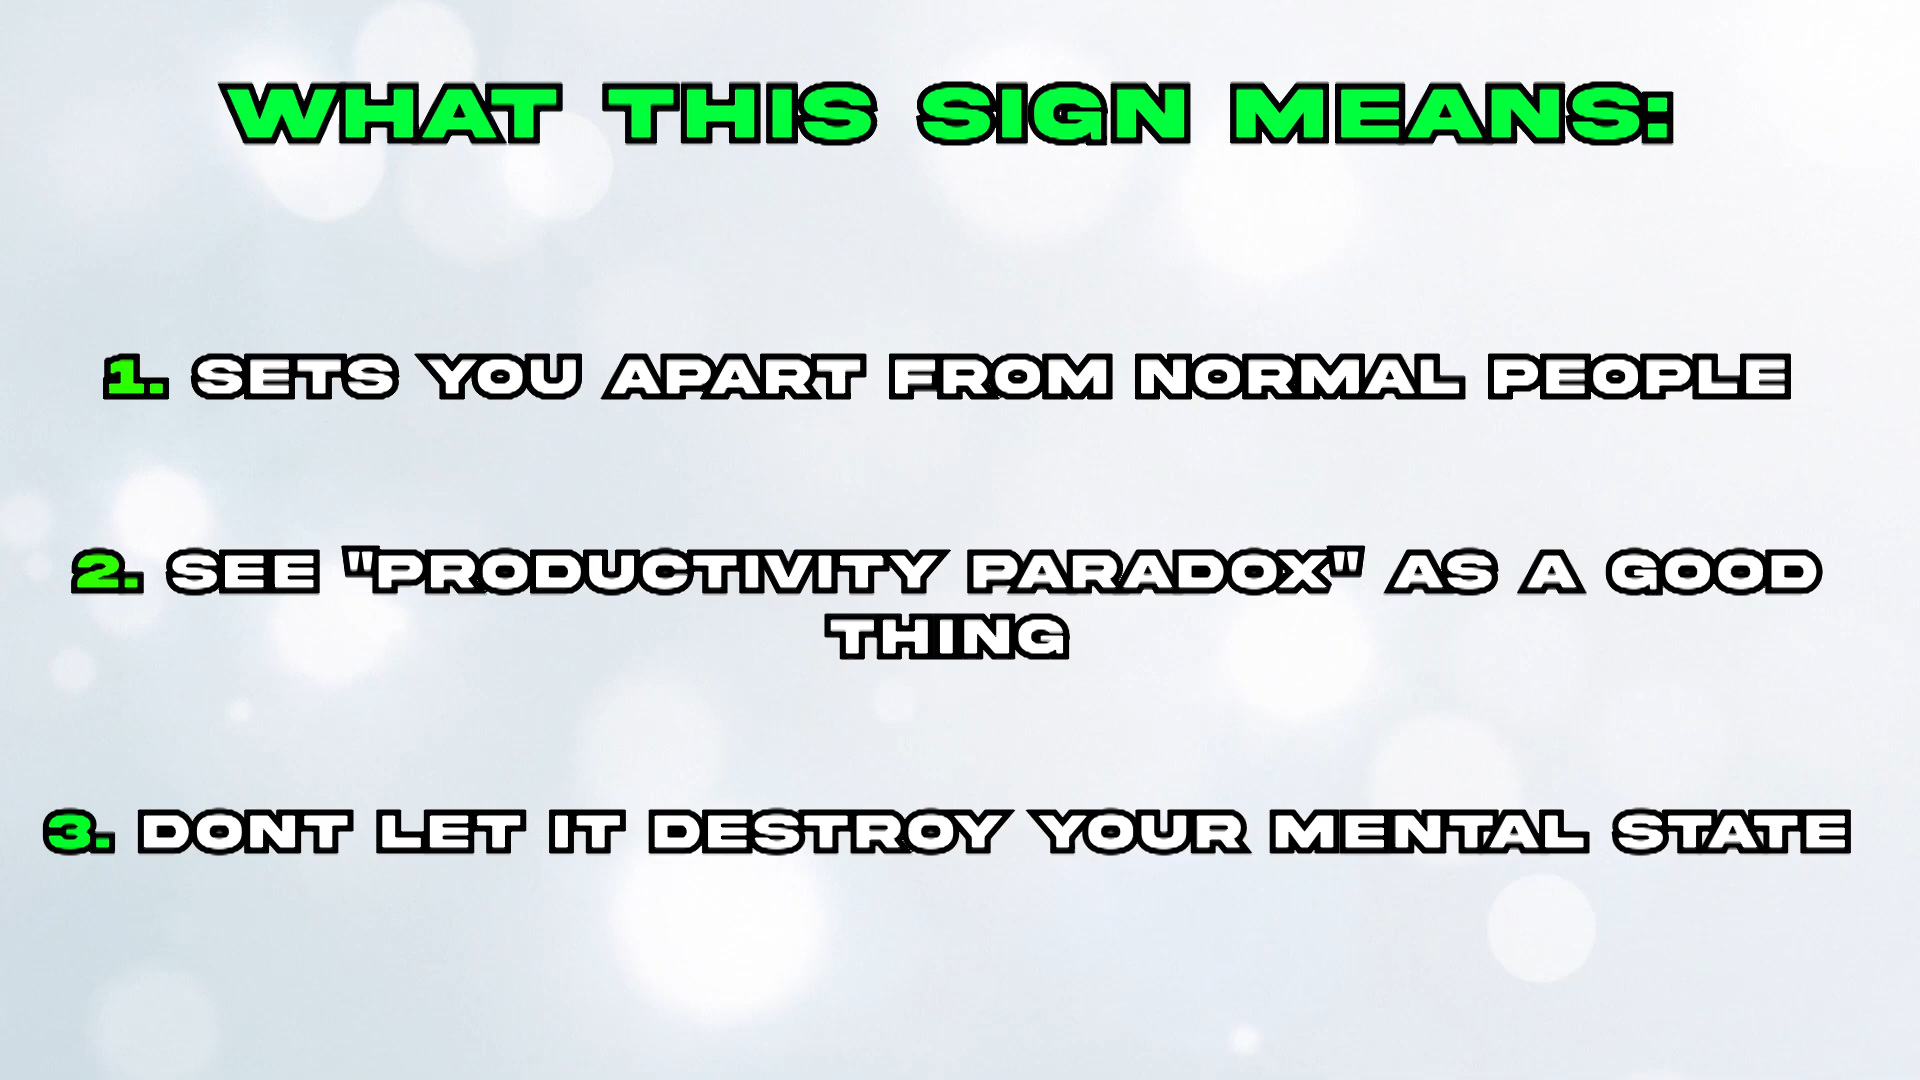 WHAT THIS SIGN MEANS:
1. SETS YOU APART FROM NORMAL PEOPLE
2. SEE "PRODUCTIVITY PARADOX" AS A GOOD
THING
3. DONT LET IT DESTROY YOUR MENTAL STATE